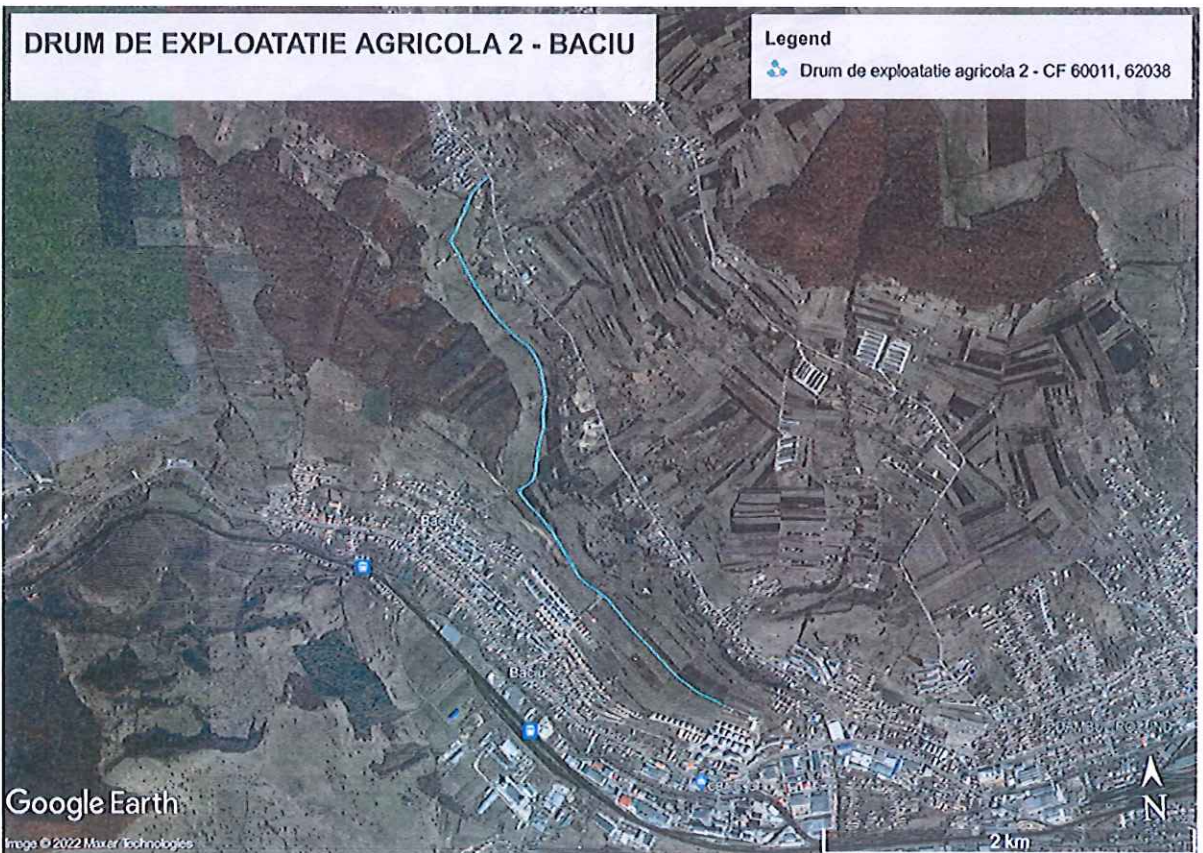 DRUM DE EXPLOATATIE AGRICOLA 2 - BACIU
Legend
Drum de exploatatie agricola 2 - CF 60011, 62038
Baciu
Google Earth
Image © 2022 Maxar Technologies
N
2 km